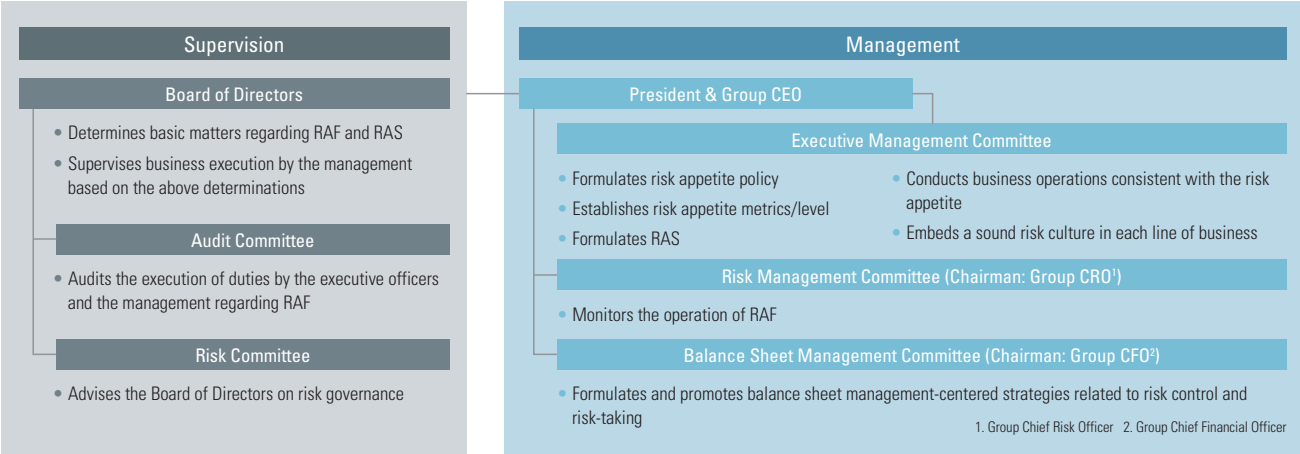 Supervision
Board of Directors
• Determines basic matters regarding RAF and RAS
• Supervises business execution by the management
based on the above determinations
Audit Committee
• Audits the execution of duties by the executive officers
and the management regarding RAF
Risk Committee
• Advises the Board of Directors on risk governance
Management
President & Group CEO
Executive Management Committee
• Formulates risk appetite policy
• Establishes risk appetite metrics/level
• Formulates RAS
• Conducts business operations consistent with the risk
appetite
• Embeds a sound risk culture in each line of business
Risk Management Committee (Chairman: Group CRO¹)
• Monitors the operation of RAF
Balance Sheet Management Committee (Chairman: Group CFO²)
• Formulates and promotes balance sheet management-centered strategies related to risk control and
risk-taking
1. Group Chief Risk Officer 2. Group Chief Financial Officer